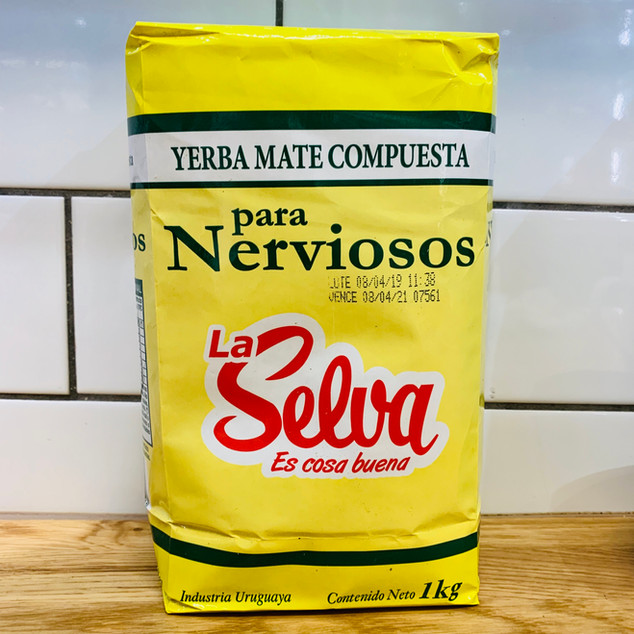 YERBA MATE COMPUESTA
para
Nerviosos
LOTE 08/04/19 11:38
VENCE 08/04/21 07561
La
Selva
Es cosa buena
Industria Uruguaya
Contenido Neto 1kg